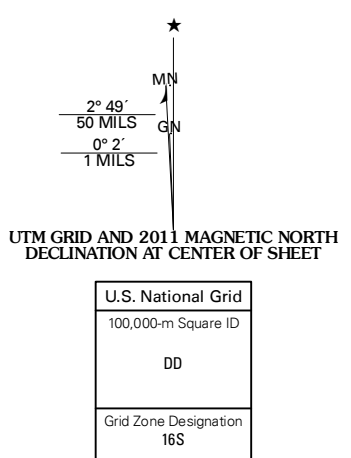 ★
MN
2° 49´
50 MILS
GN
0° 2´
1 MILS
UTM GRID AND 2011 MAGNETIC NORTH
DECLINATION AT CENTER OF SHEET
U.S. National Grid
100,000-m Square ID
DD
Grid Zone Designation
16S